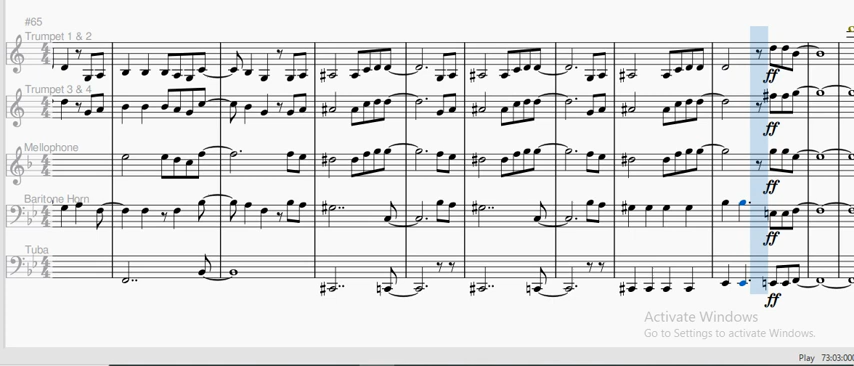 #65
Trumpet 1 & 2
Trumpet 3 & 4
ff
Mellophone
ff
Baritone Horn
ff
Tuba
ff
ff
Activate Windows
Go to Settings to activate Windows.
Play 73:03:000